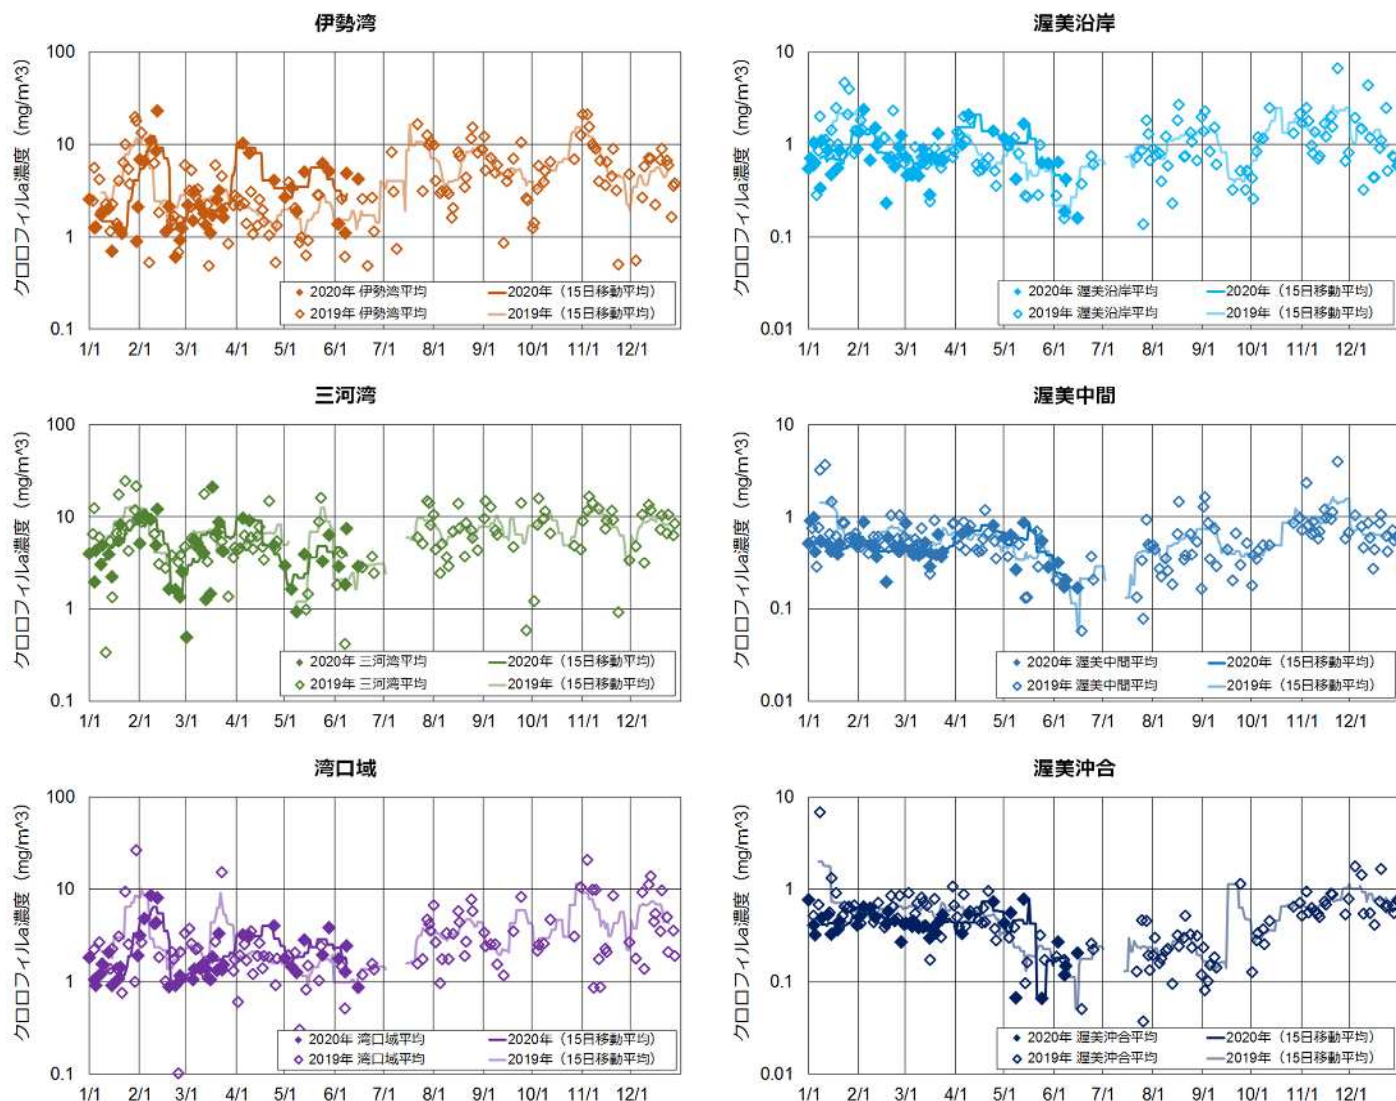 伊勢湾
クロロフィルa濃度（mg/m^3）
100
10
1
0.1
1/1 2/1 3/1 4/1 5/1 6/1 7/1 8/1 9/1 10/1 11/1 12/1
2020年 伊勢湾平均 2020年（15日移動平均）
2019年 伊勢湾平均 2019年（15日移動平均）
渥美沿岸
クロロフィルa濃度（mg/m^3）
10
1
0.1
0.01
1/1 2/1 3/1 4/1 5/1 6/1 7/1 8/1 9/1 10/1 11/1 12/1
2020年 渥美沿岸平均 2020年（15日移動平均）
2019年 渥美沿岸平均 2019年（15日移動平均）
三河湾
クロロフィルa濃度（mg/m^3）
100
10
1
0.1
1/1 2/1 3/1 4/1 5/1 6/1 7/1 8/1 9/1 10/1 11/1 12/1
2020年 三河湾平均 2020年（15日移動平均）
2019年 三河湾平均 2019年（15日移動平均）
渥美中間
クロロフィルa濃度（mg/m^3）
10
1
0.1
0.01
1/1 2/1 3/1 4/1 5/1 6/1 7/1 8/1 9/1 10/1 11/1 12/1
2020年 渥美中間平均 2020年（15日移動平均）
2019年 渥美中間平均 2019年（15日移動平均）
湾口域
クロロフィルa濃度（mg/m^3）
100
10
1
0.1
1/1 2/1 3/1 4/1 5/1 6/1 7/1 8/1 9/1 10/1 11/1 12/1
2020年 湾口域平均 2020年（15日移動平均）
2019年 湾口域平均 2019年（15日移動平均）
渥美沖合
クロロフィルa濃度（mg/m^3）
10
1
0.1
0.01
1/1 2/1 3/1 4/1 5/1 6/1 7/1 8/1 9/1 10/1 11/1 12/1
2020年 渥美沖合平均 2020年（15日移動平均）
2019年 渥美沖合平均 2019年（15日移動平均）